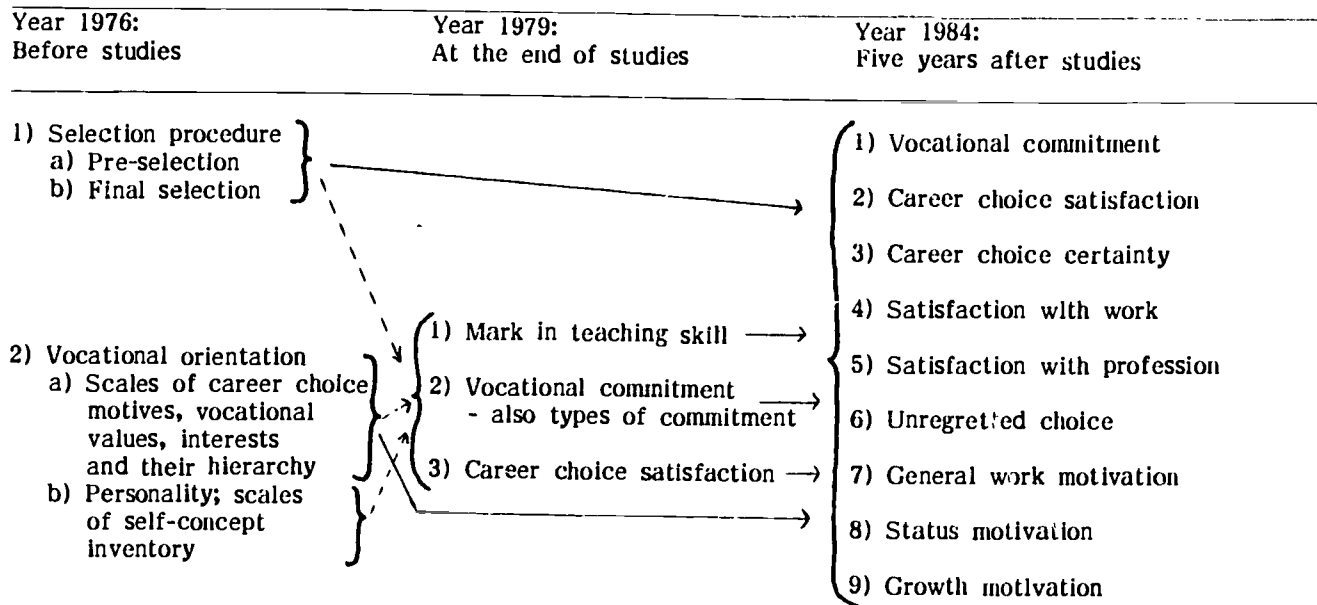 Year 1976:
Before studies
Year 1979:
At the end of studies
Year 1984:
Five years after studies
1) Selection procedure
a) Pre-selection
b) Final selection
2) Vocational orientation
a) Scales of career choice
motives, vocational
values, interests
and their hierarchy
b) Personality; scales
of self-concept
inventory
1) Mark in teaching skill
2) Vocational commitment
- also types of commitment
3) Career choice satisfaction
1) Vocational commitment
2) Career choice satisfaction
3) Career choice certainty
4) Satisfaction with work
5) Satisfaction with profession
6) Unregretted choice
7) General work motivation
8) Status motivation
9) Growth motivation